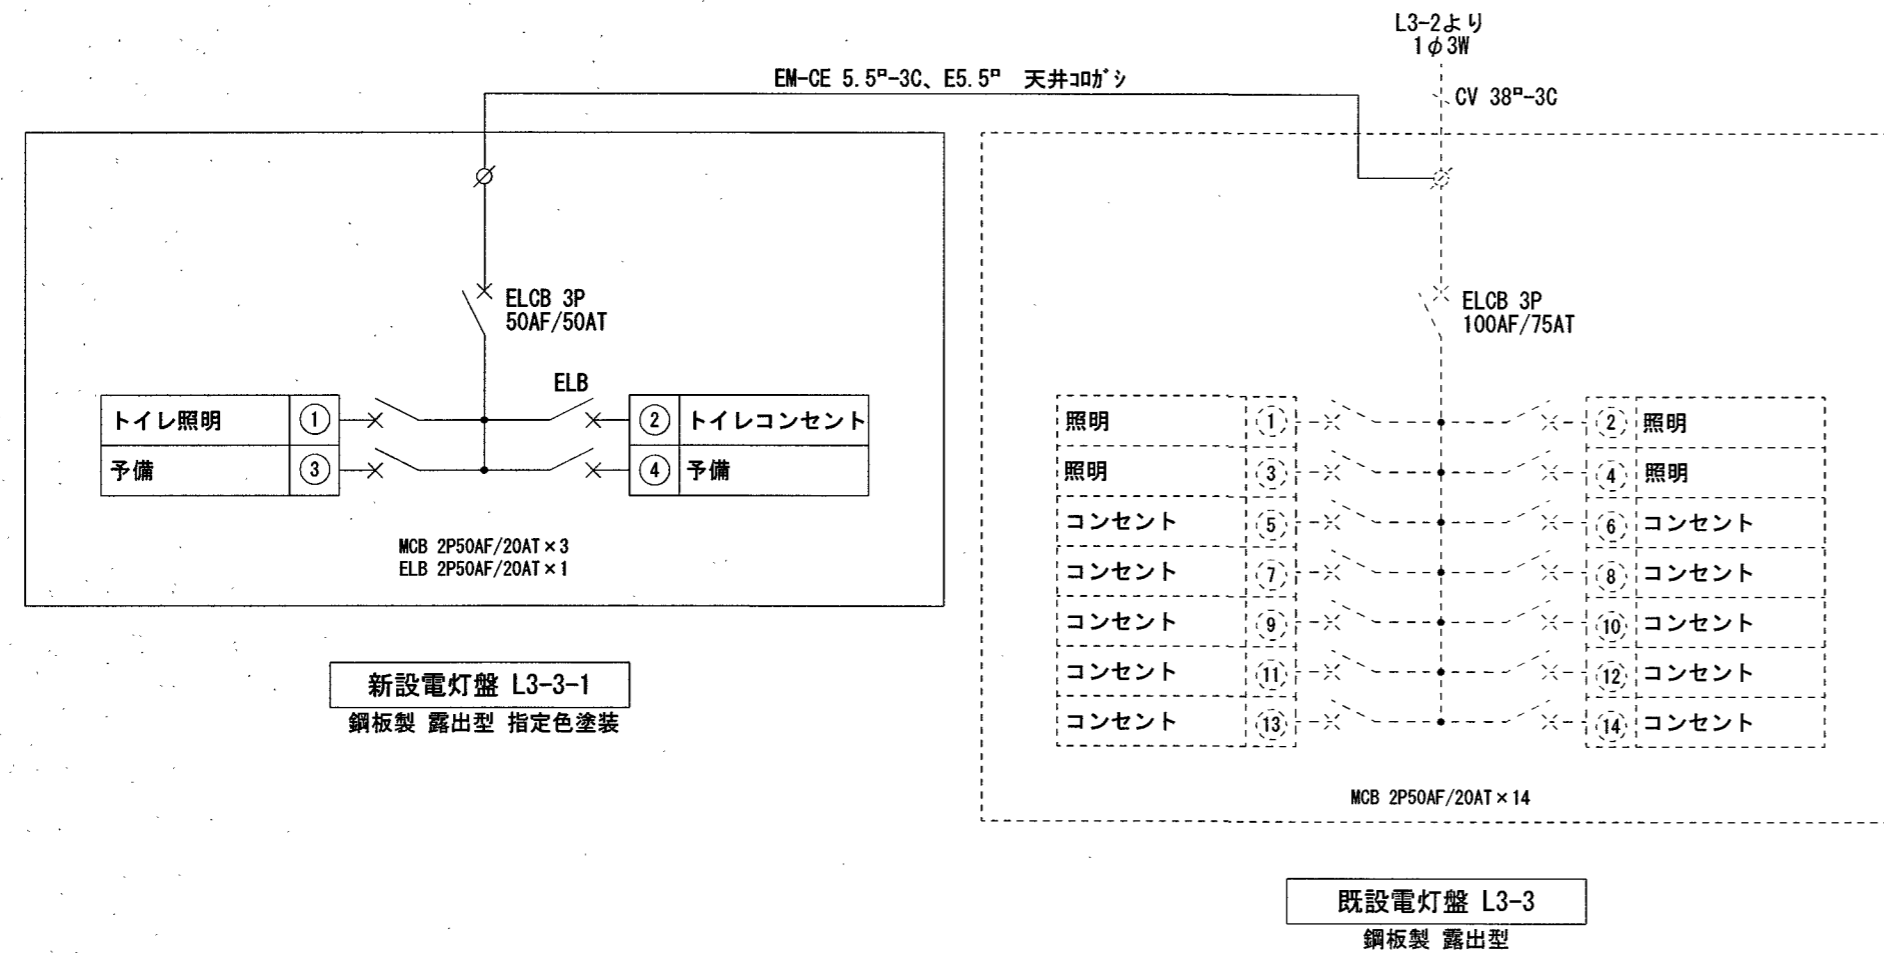 L3-2より
1φ3W
CV 38□-3C
EM-CE 5.5□-3C、E5.5□ 天井ｺﾛｶﾞｼ
ELCB 3P
50AF/50AT
ELB
トイレ照明 ① ② トイレコンセント
予備 ③ ④ 予備
MCB 2P50AF/20AT×3
ELB 2P50AF/20AT×1
新設電灯盤 L3-3-1
鋼板製 露出型 指定色塗装
ELCB 3P
100AF/75AT
照明 ① ② 照明
照明 ③ ④ 照明
コンセント ⑤ ⑥ コンセント
コンセント ⑦ ⑧ コンセント
コンセント ⑨ ⑩ コンセント
コンセント ⑪ ⑫ コンセント
コンセント ⑬ ⑭ コンセント
MCB 2P50AF/20AT×14
既設電灯盤 L3-3
鋼板製 露出型